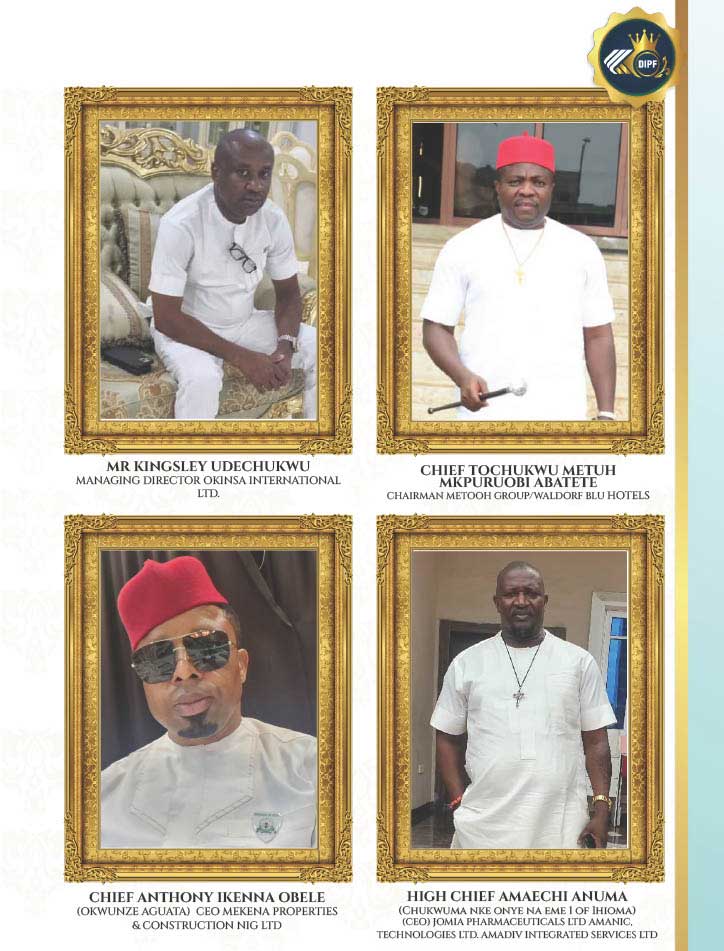 DIPF
MR KINGSLEY UDECHUKWU
MANAGING DIRECTOR OKINSA INTERNATIONAL
LTD.
CHIEF TOCHUKWU METUH
MKPURUOBI ABATETE
CHAIRMAN METOOH GROUP/WALDORF BLU HOTELS
CHIEF ANTHONY IKENNA OBELE
(OKWUNZE AGUATA) CEO MEKENA PROPERTIES
& CONSTRUCTION NIG LTD
HIGH CHIEF AMAECHI ANUMA
(CHUKWUMA NKE ONYE NA EME 1 OF IHIOMA)
(CEO) JOMIA PHARMACEUTICALS LTD AMANIC,
TECHNOLOGIES LTD. AMADIV INTEGRATED SERVICES LTD